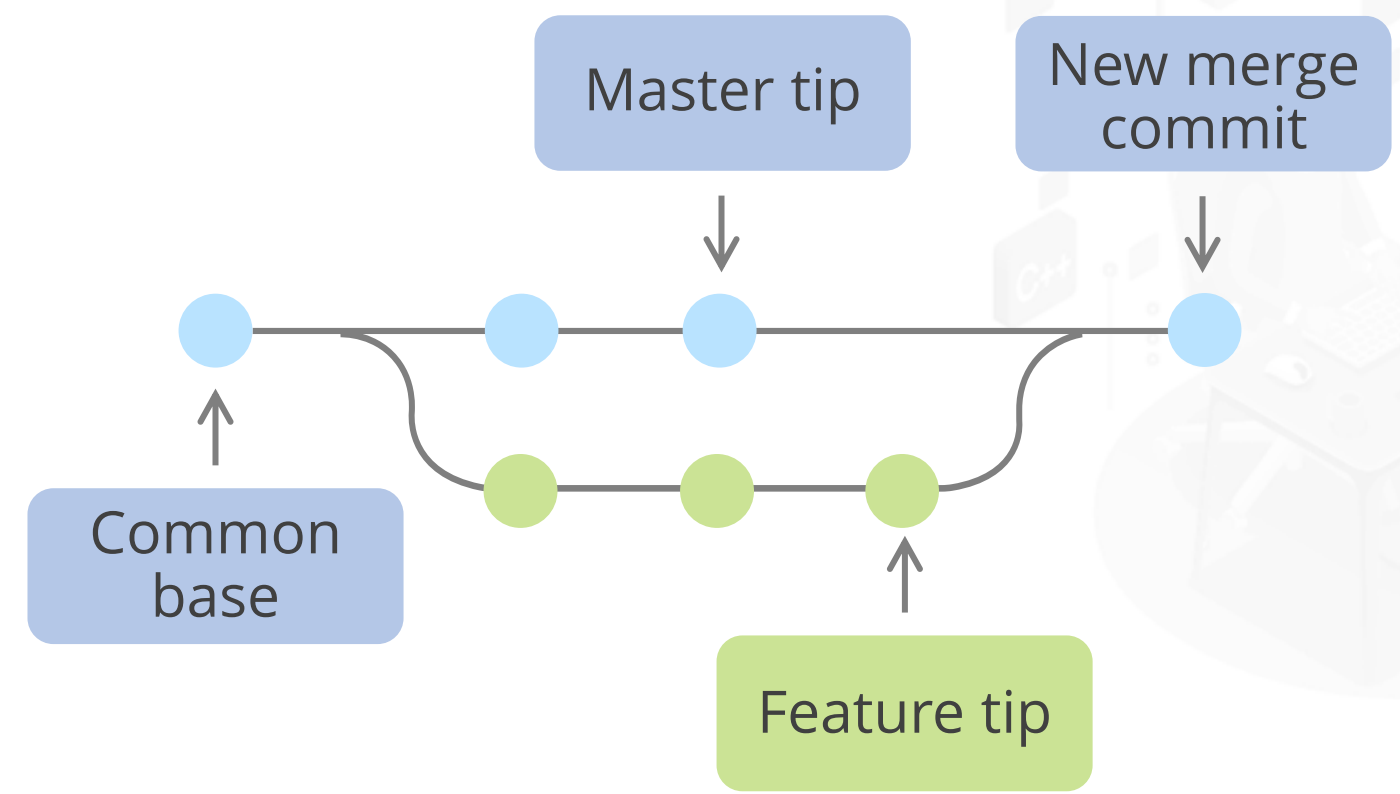 Master tip
New merge
commit
C++
Common
base
Feature tip